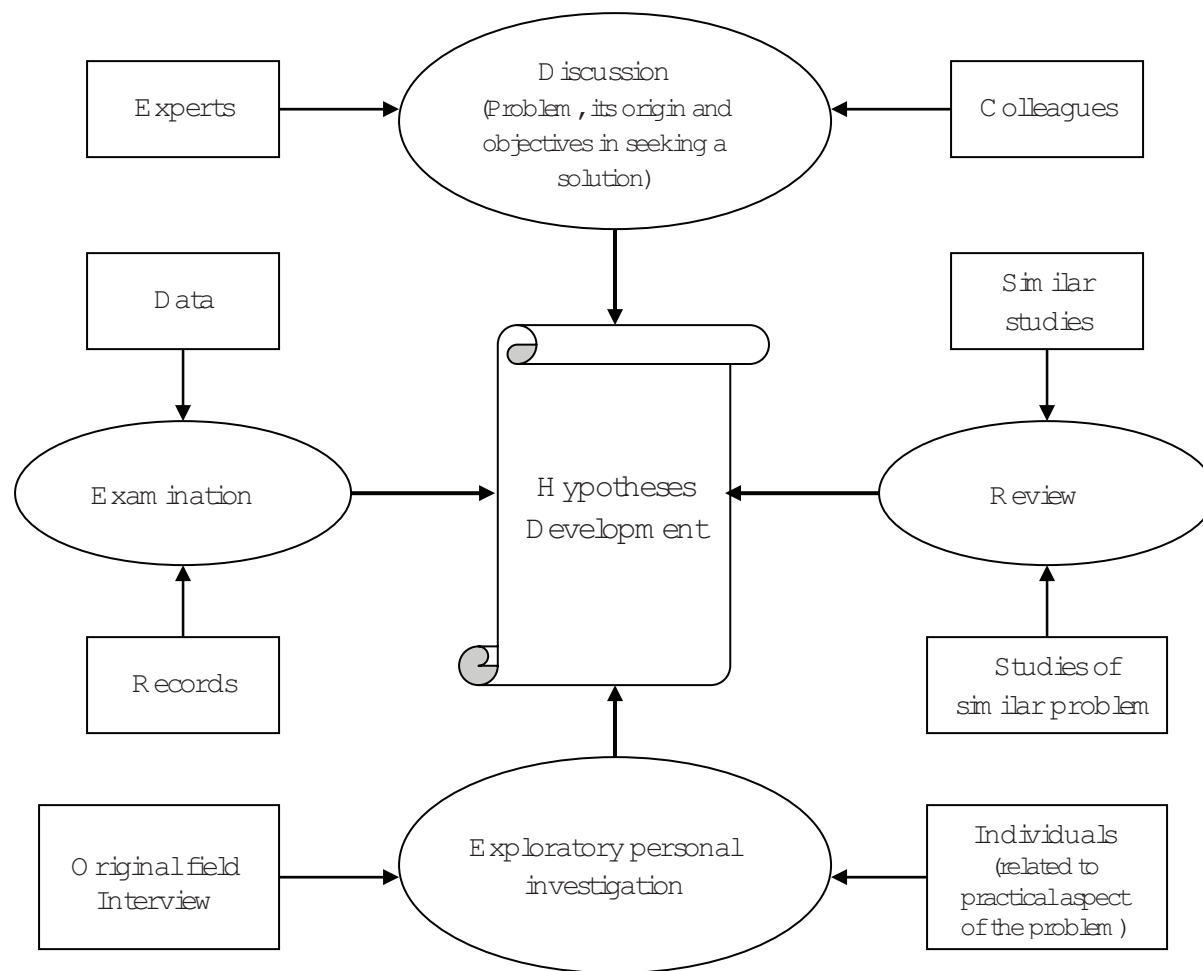 Discussion
(Problem, its origin and
objectives in seeking a
solution)
Experts
Colleagues
Data
Similar
studies
Examination
Hypotheses
Development
Review
Records
Studies of
similar problem
Original field
Interview
Exploratory personal
investigation
Individuals
(related to
practical aspect
of the problem)